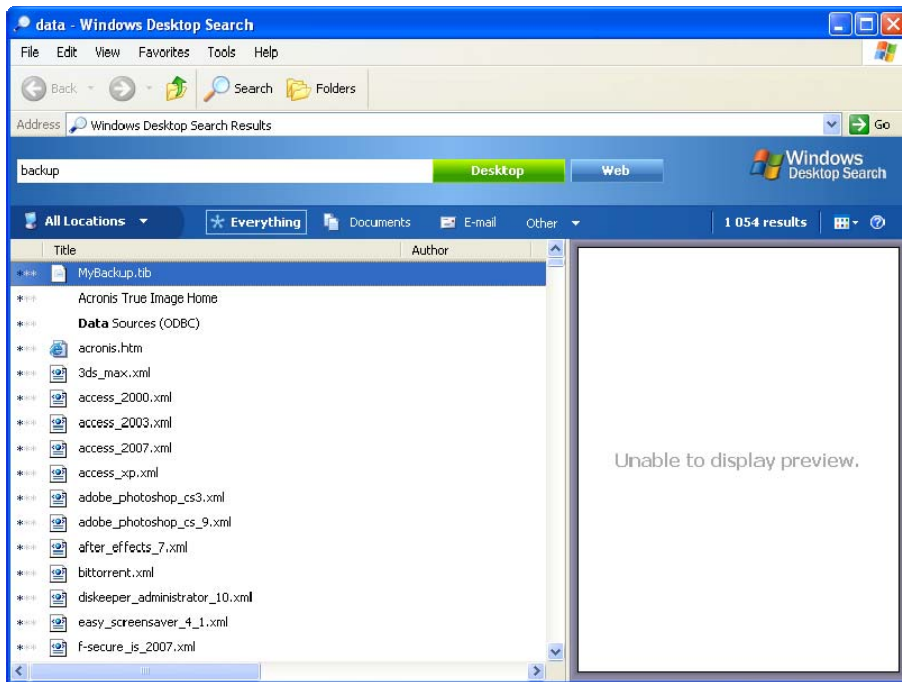 data - Windows Desktop Search
File Edit View Favorites Tools Help
Back Search Folders
Address Windows Desktop Search Results Go
backup Desktop Web Windows Desktop Search
All Locations Everything Documents E-mail Other 1 054 results
Title Author
MyBackup.tib
Acronis True Image Home
Data Sources (ODBC)
acronis.htm
3ds_max.xml
access_2000.xml
access_2003.xml
access_2007.xml
access_xp.xml
adobe_photoshop_cs3.xml
adobe_photoshop_cs_9.xml
after_effects_7.xml
bittorrent.xml
diskeeper_administrator_10.xml
easy_screensaver_4_1.xml
f-secure_is_2007.xml
Unable to display preview.